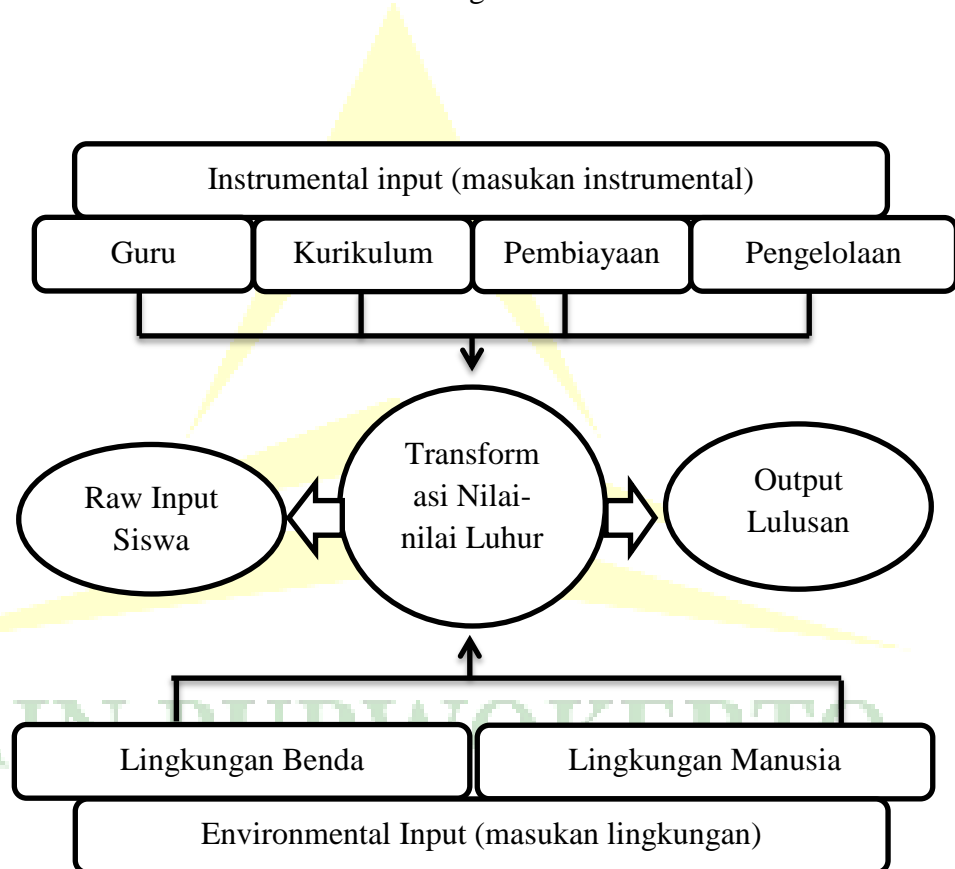 Instrumental input (masukan instrumental)
Guru
Kurikulum
Pembiayaan
Pengelolaan
Transform
asi Nilai-
nilai Luhur
Raw Input
Siswa
Output
Lulusan
Lingkungan Benda
Lingkungan Manusia
Environmental Input (masukan lingkungan)